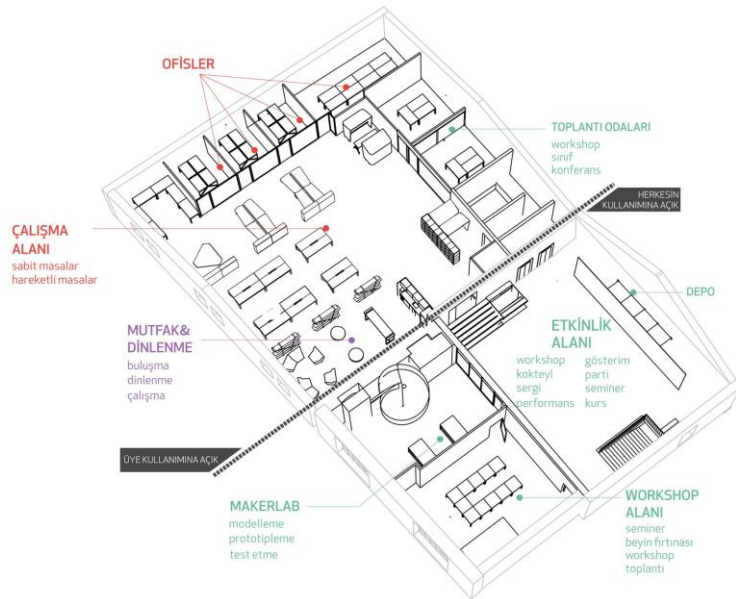 OFİSLER
TOPLANTI ODALARI
workshop
sınıf
konferans
HERKESİN
KULLANIMINA AÇIK
ÇALIŞMA
ALANI
sabit masalar
hareketli masalar
DEPO
MUTFAK&
DİNLENME
buluşma
dinlenme
çalışma
ETKİNLİK
ALANI
workshop
kokteyl
sergi
performans
gösterim
parti
seminer
kurs
ÜYE KULLANIMINA AÇIK
MAKERLAB
modelleme
prototipleme
test etme
WORKSHOP
ALANI
seminer
beyin fırtınası
workshop
toplantı